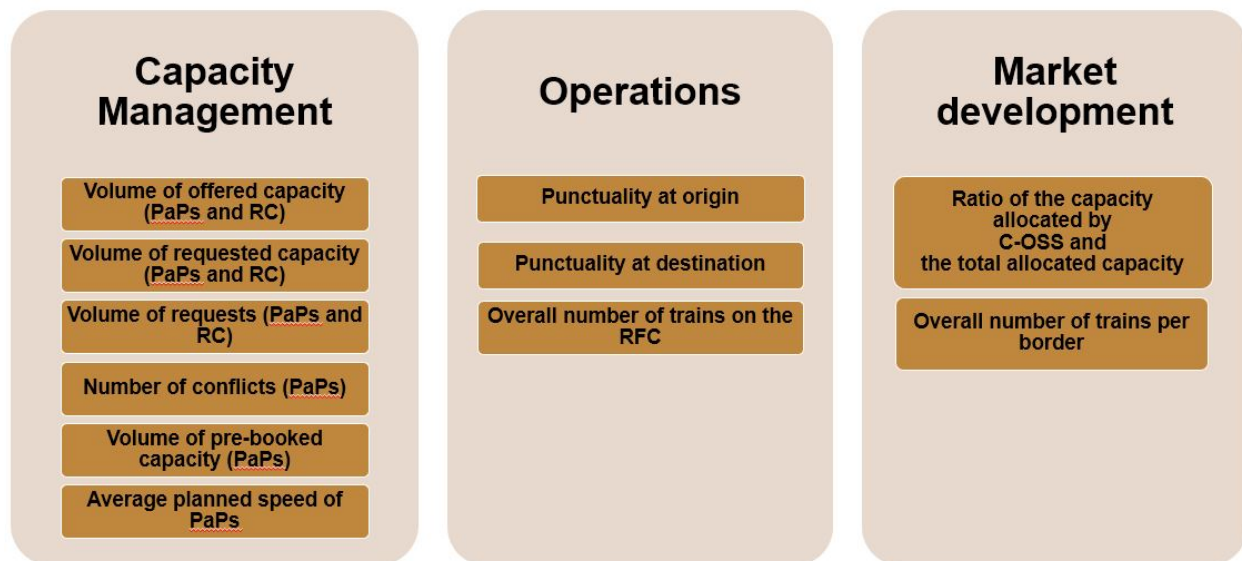 Capacity
Management
Volume of offered capacity
(PaPs and RC)
Volume of requested capacity
(PaPs and RC)
Volume of requests (PaPs and
RC)
Number of conflicts (PaPs)
Volume of pre-booked
capacity (PaPs)
Average planned speed of
PaPs
Operations
Punctuality at origin
Punctuality at destination
Overall number of trains on the
RFC
Market
development
Ratio of the capacity
allocated by
C-OSS and
the total allocated capacity
Overall number of trains per
border